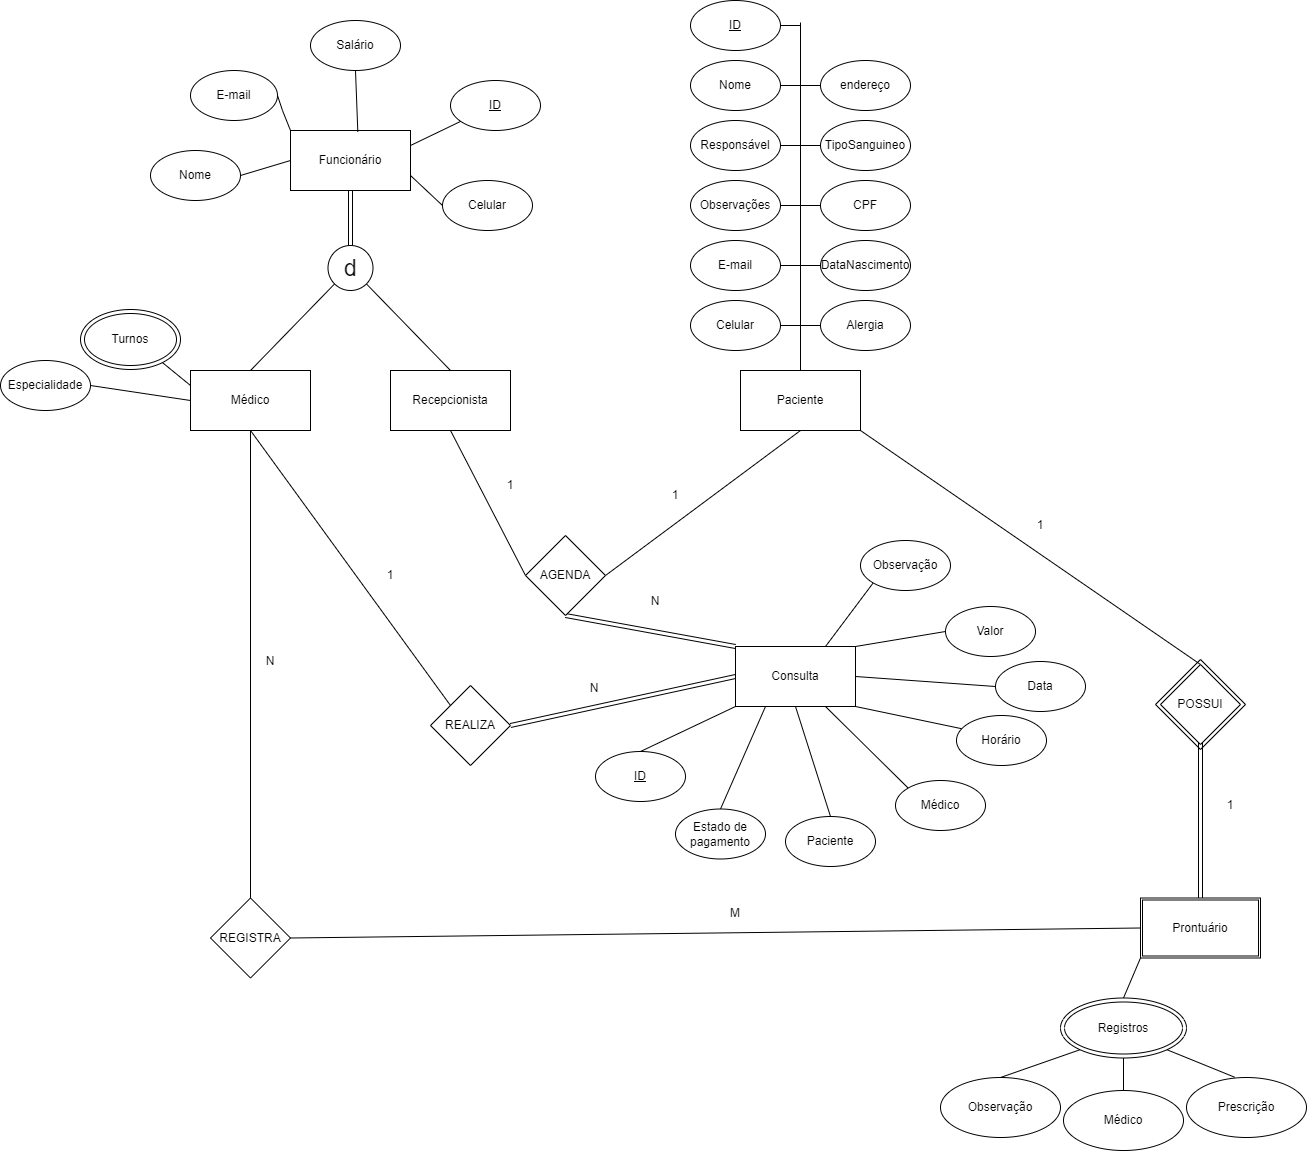 ID
Salário
Nome
endereço
E-mail
ID
Responsável
TipoSanguineo
Funcionário
Nome
Observações
CPF
Celular
E-mail
DataNascimento
d
Celular
Alergia
Turnos
Especialidade
Médico
Recepcionista
Paciente
1
1
1
AGENDA
Observação
1
N
Valor
N
Consulta
Data
N
POSSUI
REALIZA
Horário
ID
Médico
1
Estado de
pagamento
Paciente
M
REGISTRA
Prontuário
Registros
Observação
Médico
Prescrição